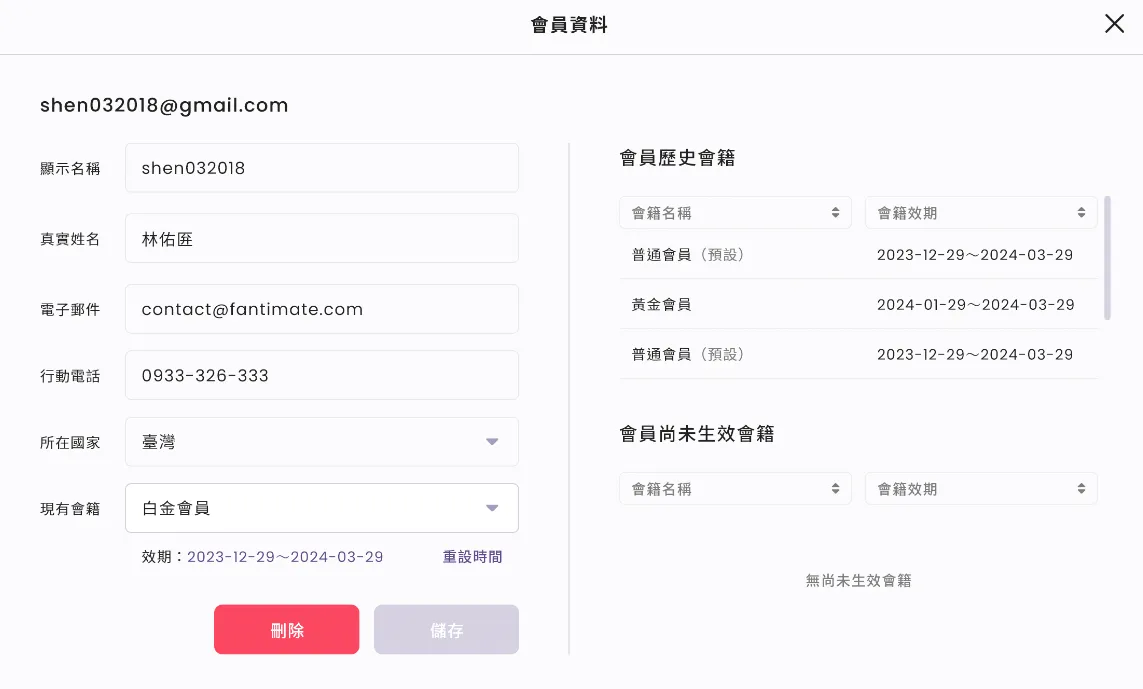 會員資料
shen032018@gmail.com
顯示名稱 shen032018
真實姓名 林佑匥
電子郵件 contact@fantimate.com
行動電話 0933-326-333
所在國家 臺灣
現有會籍 白金會員
效期：2023-12-29～2024-03-29 重設時間
刪除 儲存
會員歷史會籍
會籍名稱 會籍效期
普通會員（預設） 2023-12-29～2024-03-29
黃金會員 2024-01-29～2024-03-29
普通會員（預設） 2023-12-29～2024-03-29
會員尚未生效會籍
會籍名稱 會籍效期
無尚未生效會籍